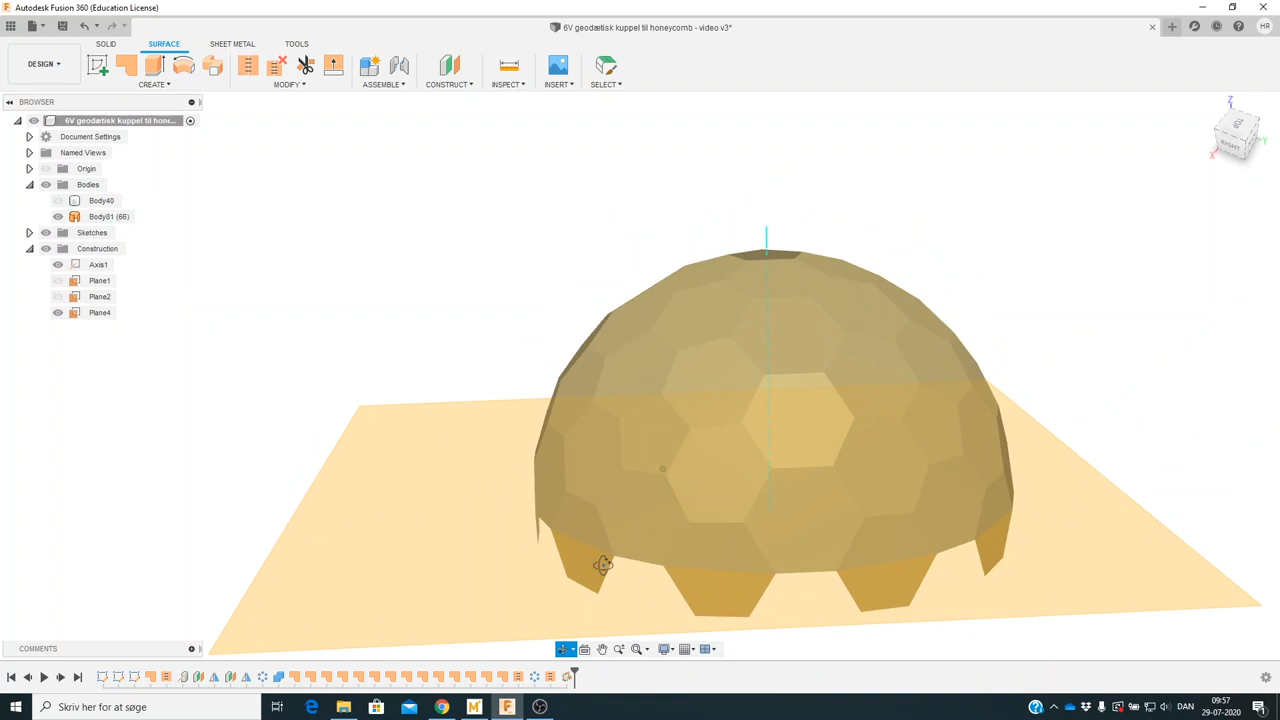 Autodesk Fusion 360 (Education License)
6V geodætisk kuppel til honeycomb - video v3*
HR
DESIGN
SOLID
SURFACE
SHEET METAL
TOOLS
CREATE
MODIFY
ASSEMBLE
CONSTRUCT
INSPECT
INSERT
SELECT
BROWSER
6V geodætisk kuppel til hone...
Document Settings
Named Views
Origin
Bodies
Body40
Body81 (66)
Sketches
Construction
Axis1
Plane1
Plane2
Plane4
Z
RIGHT
Y
X
COMMENTS
Skriv her for at søge
DAN
09:57
29-07-2020